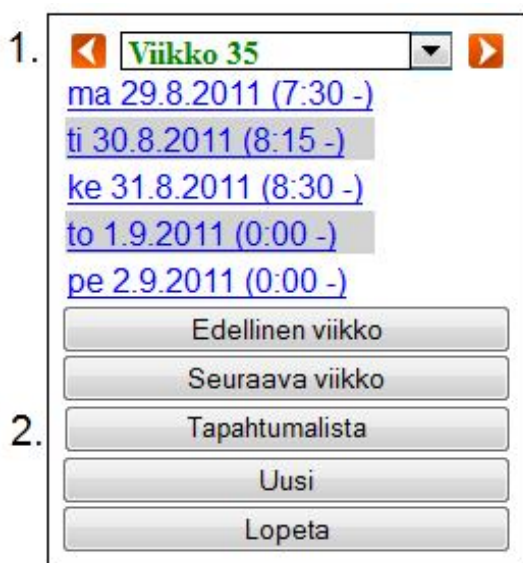 1. Viikko 35
ma 29.8.2011 (7:30 -)
ti 30.8.2011 (8:15 -)
ke 31.8.2011 (8:30 -)
to 1.9.2011 (0:00 -)
pe 2.9.2011 (0:00 -)
Edellinen viikko
Seuraava viikko
2. Tapahtumalista
Uusi
Lopeta